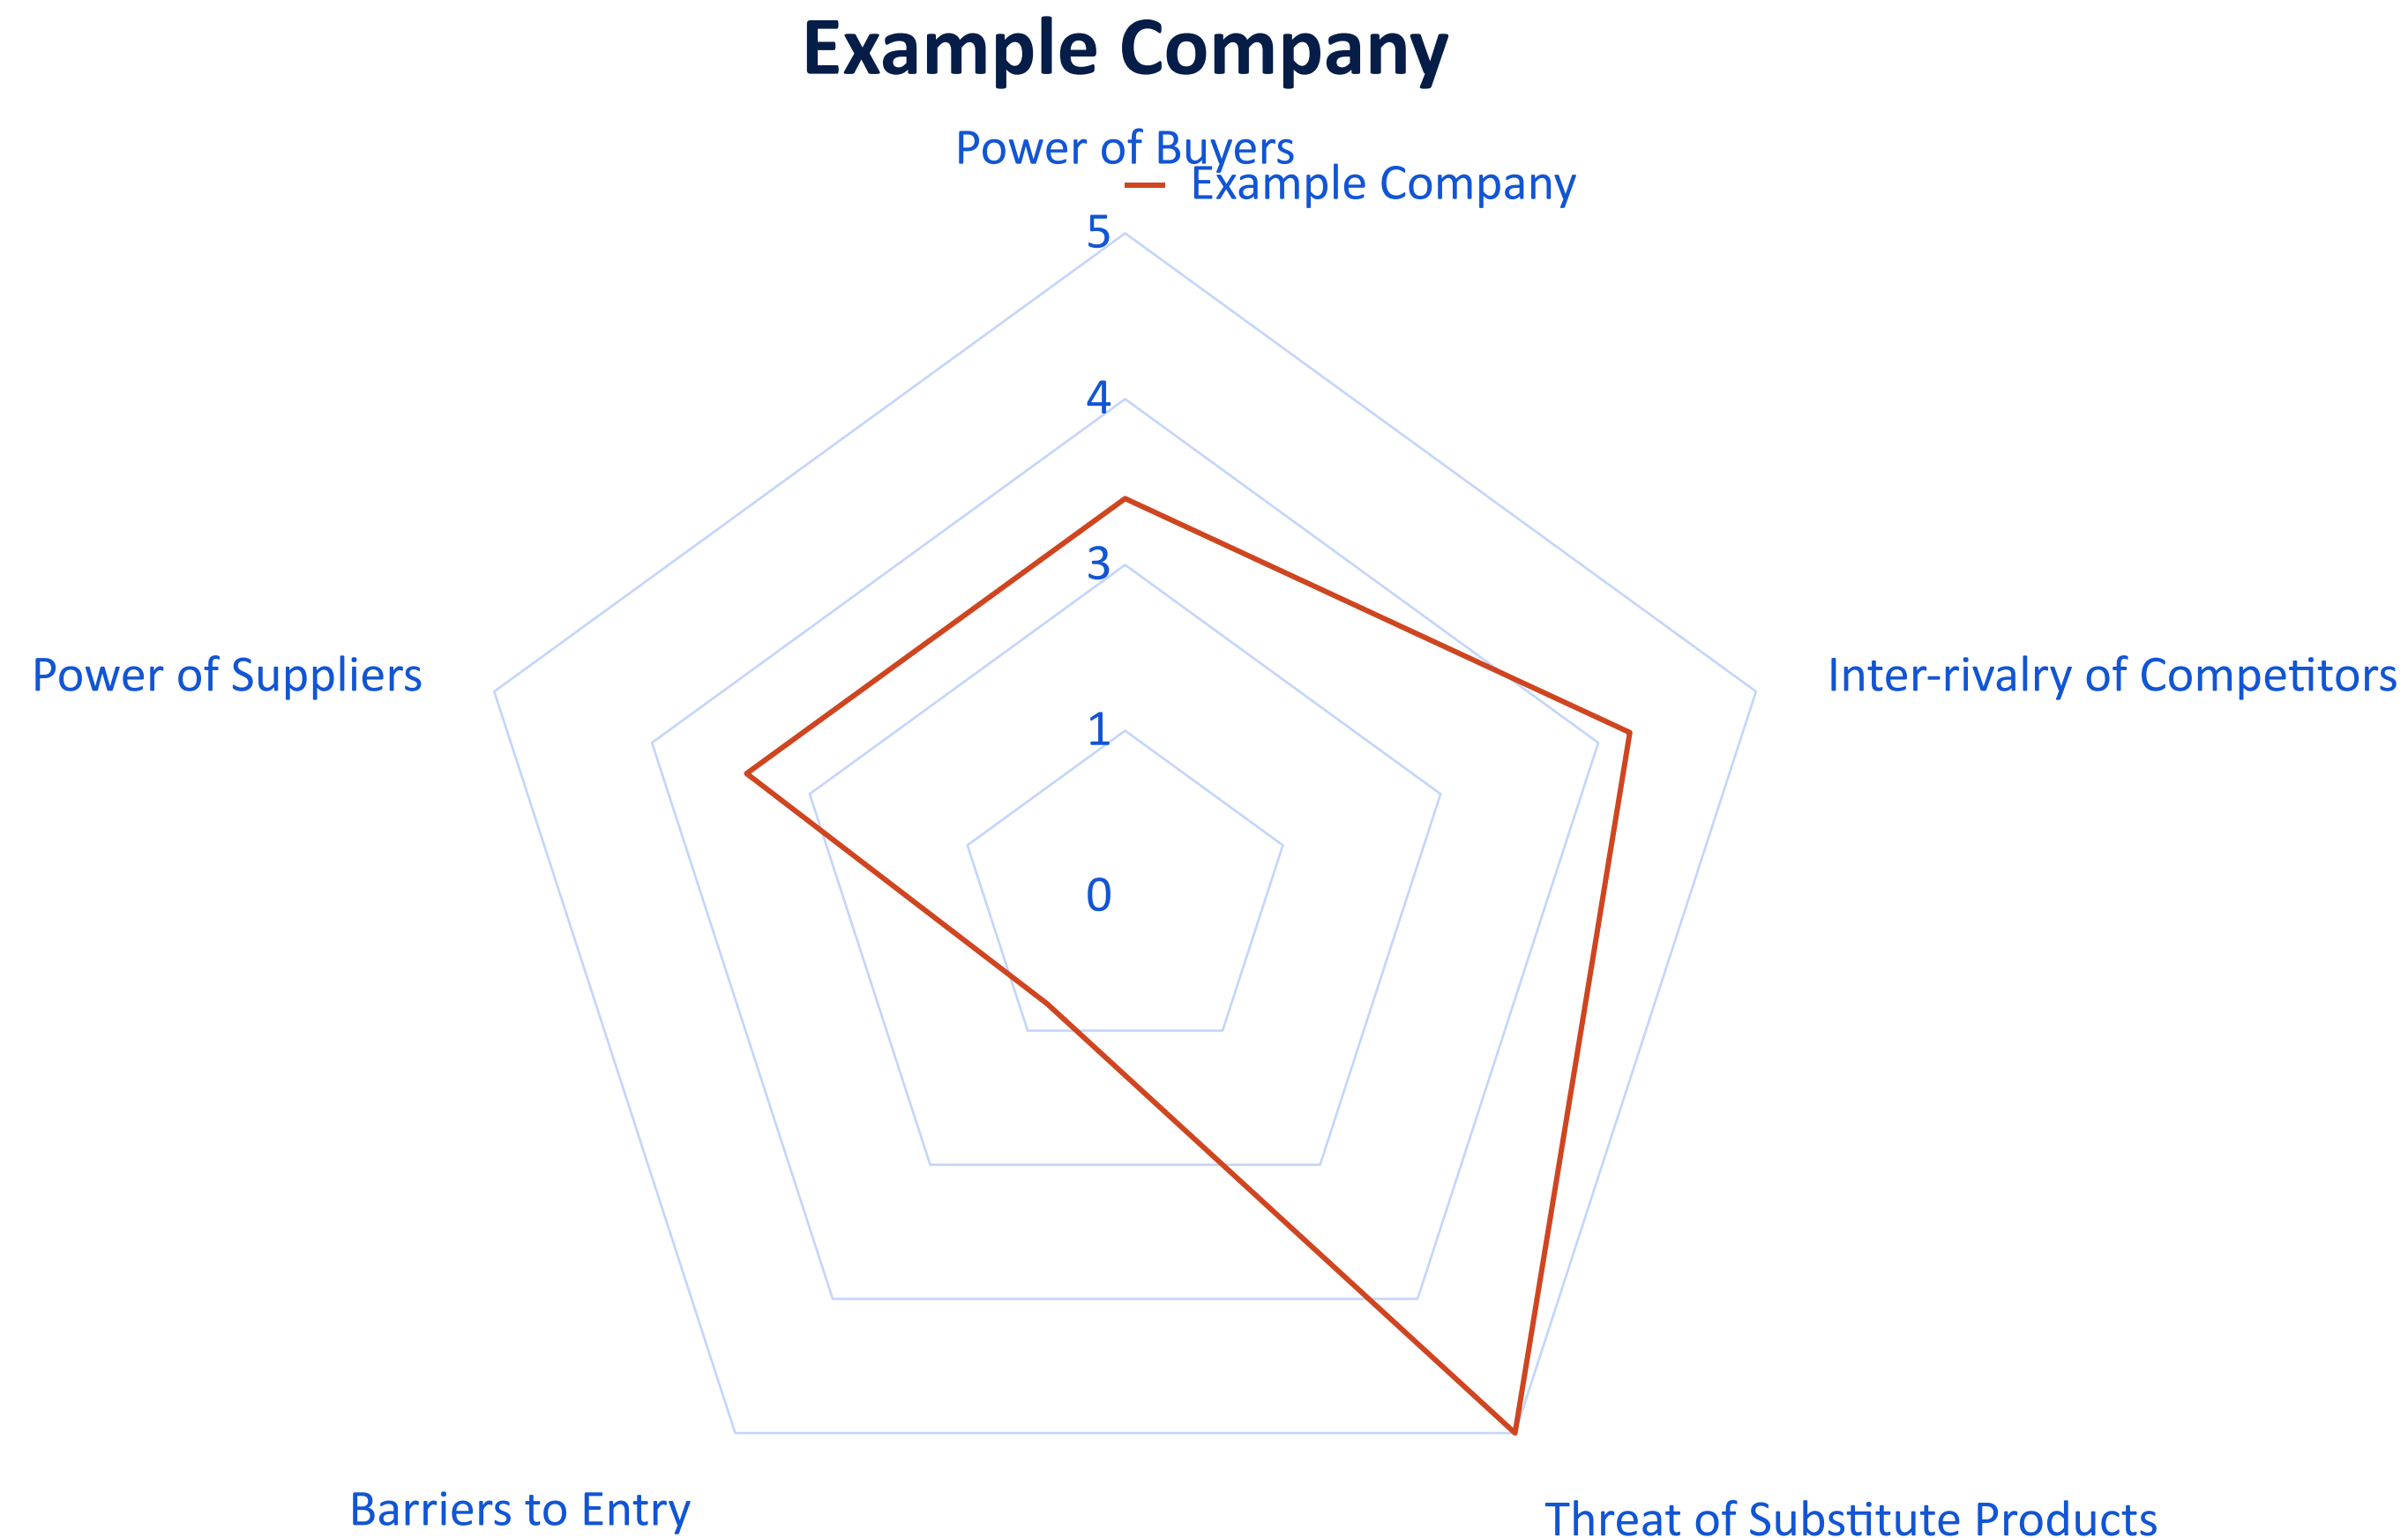 Example Company
Power of Buyers
Example Company
5
4
3
1
0
Power of Suppliers
Inter-rivalry of Competitors
Barriers to Entry
Threat of Substitute Products